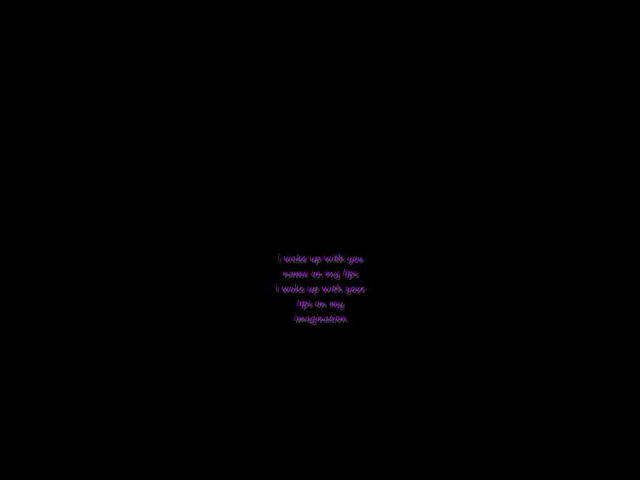 i woke up with you
name on my lips
i woke up with your
lips on my
imagination